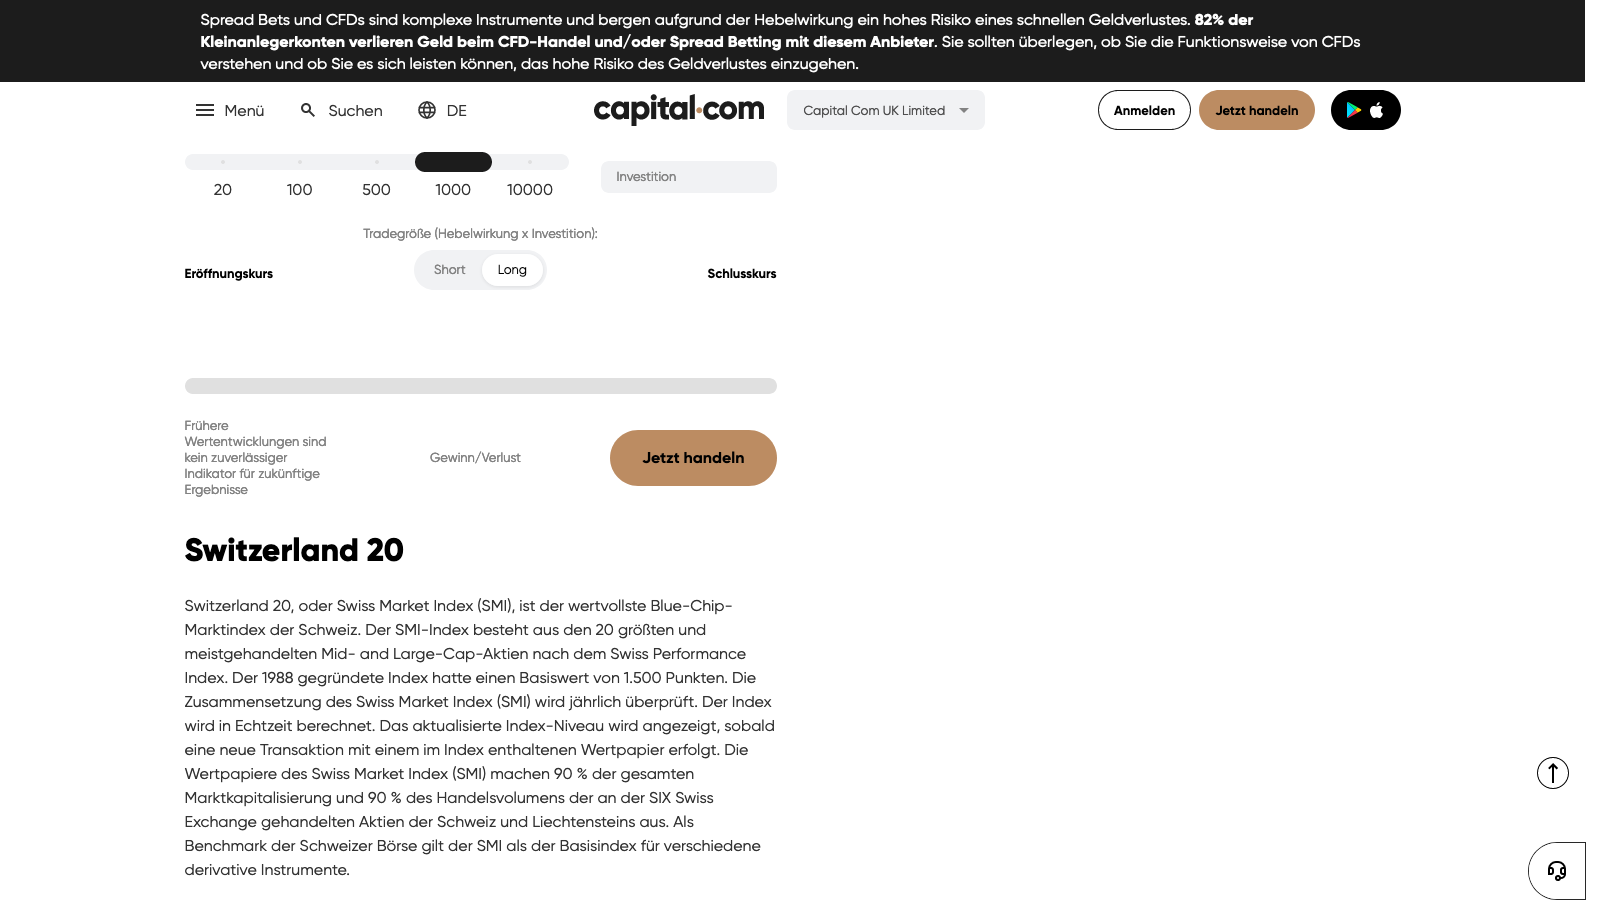 Spread Bets und CFDs sind komplexe Instrumente und bergen aufgrund der Hebelwirkung ein hohes Risiko eines schnellen Geldverlustes. 82% der
Kleinanlegerkonten verlieren Geld beim CFD-Handel und/oder Spread Betting mit diesem Anbieter. Sie sollten überlegen, ob Sie die Funktionsweise von CFDs
verstehen und ob Sie es sich leisten können, das hohe Risiko des Geldverlustes einzugehen.
Menü Suchen DE capital.com Capital Com UK Limited Anmelden Jetzt handeln
20 100 500 1000 10000
Investition
Tradegröße (Hebelwirkung x Investition):
Eröffnungskurs Short Long Schlusskurs
Frühere
Wertentwicklungen sind
kein zuverlässiger
Indikator für zukünftige
Ergebnisse
Gewinn/Verlust
Jetzt handeln
Switzerland 20
Switzerland 20, oder Swiss Market Index (SMI), ist der wertvollste Blue-Chip-
Marktindex der Schweiz. Der SMI-Index besteht aus den 20 größten und
meistgehandelten Mid- and Large-Cap-Aktien nach dem Swiss Performance
Index. Der 1988 gegründete Index hatte einen Basiswert von 1.500 Punkten. Die
Zusammensetzung des Swiss Market Index (SMI) wird jährlich überprüft. Der Index
wird in Echtzeit berechnet. Das aktualisierte Index-Niveau wird angezeigt, sobald
eine neue Transaktion mit einem im Index enthaltenen Wertpapier erfolgt. Die
Wertpapiere des Swiss Market Index (SMI) machen 90 % der gesamten
Marktkapitalisierung und 90 % des Handelsvolumens der an der SIX Swiss
Exchange gehandelten Aktien der Schweiz und Liechtensteins aus. Als
Benchmark der Schweizer Börse gilt der SMI als der Basisindex für verschiedene
derivative Instrumente.